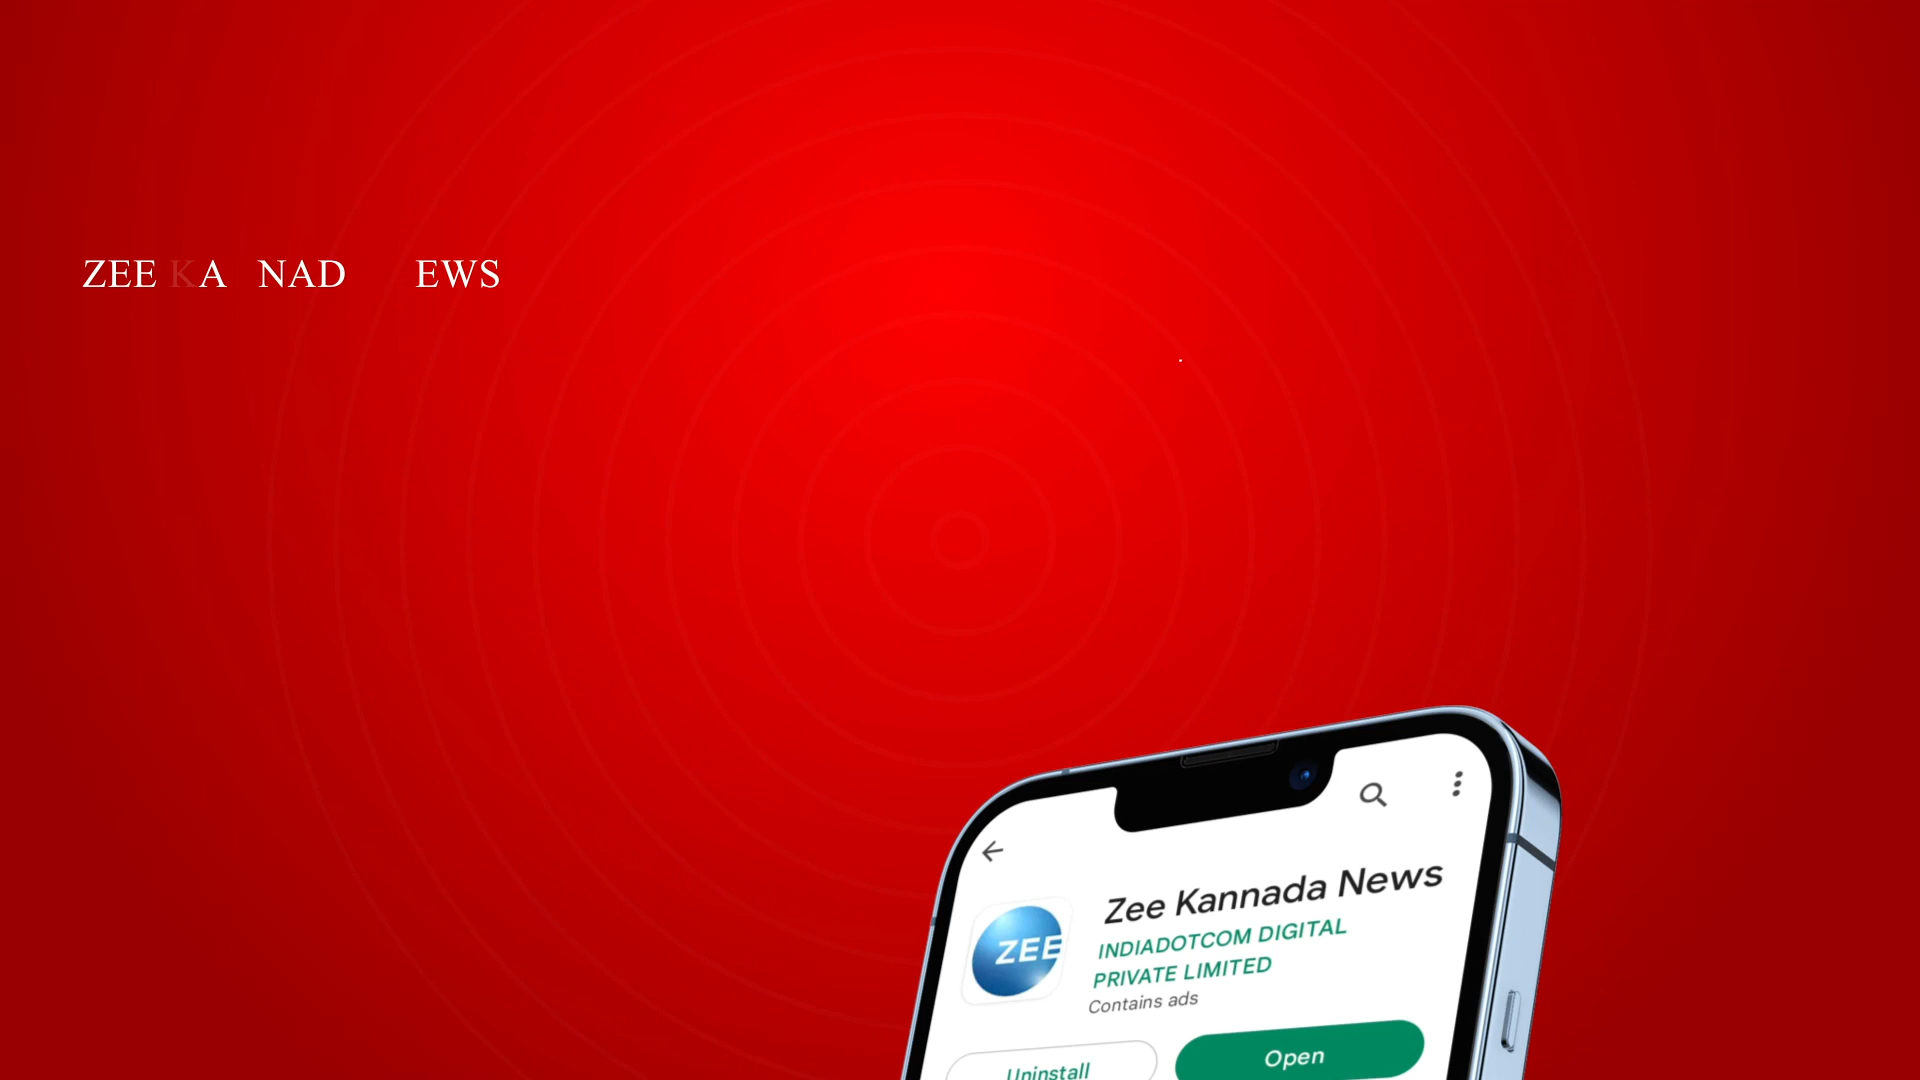 ZEE KA NAD EWS
Zee Kannada News
INDIADOTCOM DIGITAL
PRIVATE LIMITED
Contains ads
ZEE
Uninstall
Open